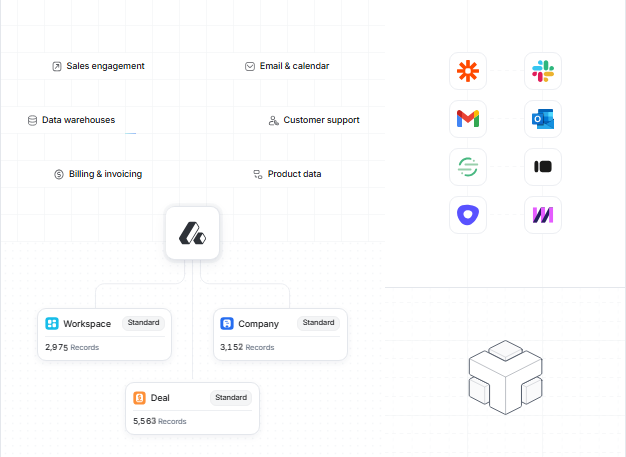 Sales engagement
Email & calendar
Data warehouses
Customer support
Billing & invoicing
Product data
Workspace Standard
2,975 Records
Company Standard
3,152 Records
Deal Standard
5,563 Records